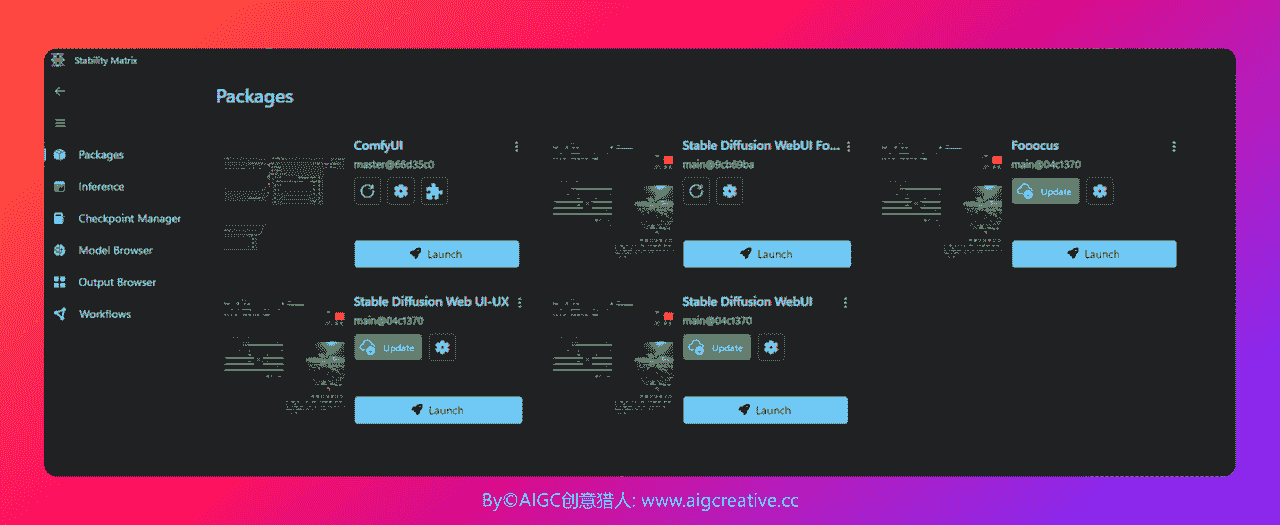 Stability Matrix
Packages
Packages
Inference
Checkpoint Manager
Model Browser
Output Browser
Workflows
ComfyUI
master@66d35c0
Launch
Stable Diffusion WebUI Fo...
main@9cb69ba
Launch
Fooocus
main@04c1370
Update
Launch
Stable Diffusion Web UI-UX
main@04c1370
Update
Launch
Stable Diffusion WebUI
main@04c1370
Update
Launch
By©AIGC创意猎人: www.aigcreative.cc